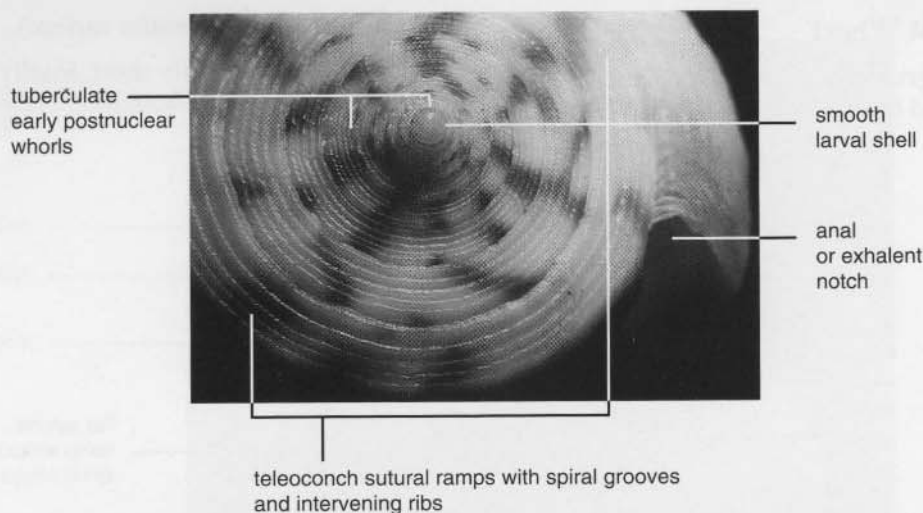 tuberculate
early postnuclear
whorls
smooth
larval shell
anal
or exhalent
notch
teleoconch sutural ramps with spiral grooves
and intervening ribs